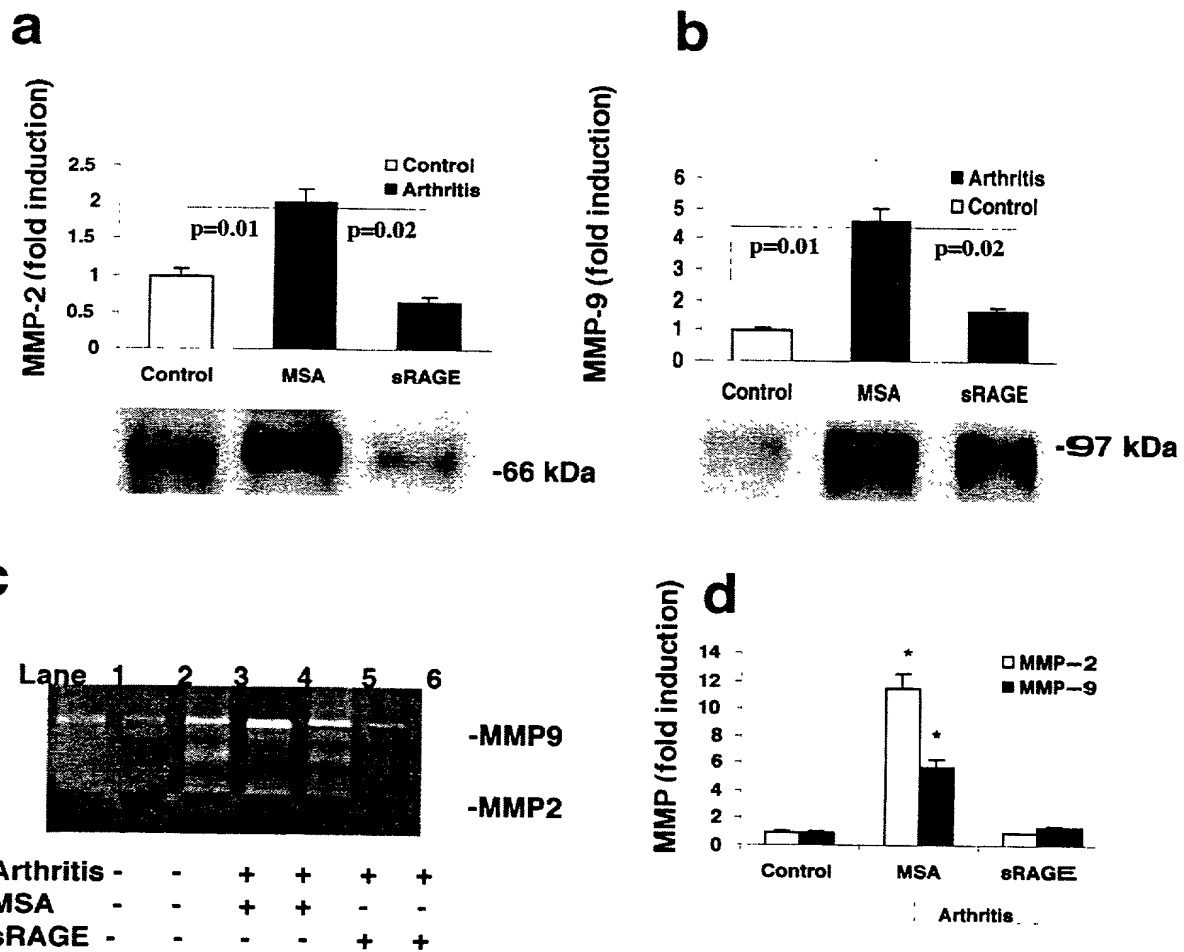 a
MMP-2 (fold induction)
2.5
2
1.5
1
0.5
0
Control
Arthritis
p=0.01
p=0.02
Control MSA sRAGE
-66 kDa
b
MMP-9 (fold induction)
6
5
4
3
2
1
0
Arthritis
Control
p=0.01
p=0.02
Control MSA sRAGE
-97 kDa
c
Lane 1 2 3 4 5 6
-MMP9
-MMP2
Arthritis - - + + + +
MSA - - + + - -
sRAGE - - - - + +
d
MMP (fold induction)
14
12
10
8
6
4
2
0
MMP-2
MMP-9
*
*
Control MSA sRAGE
Arthritis